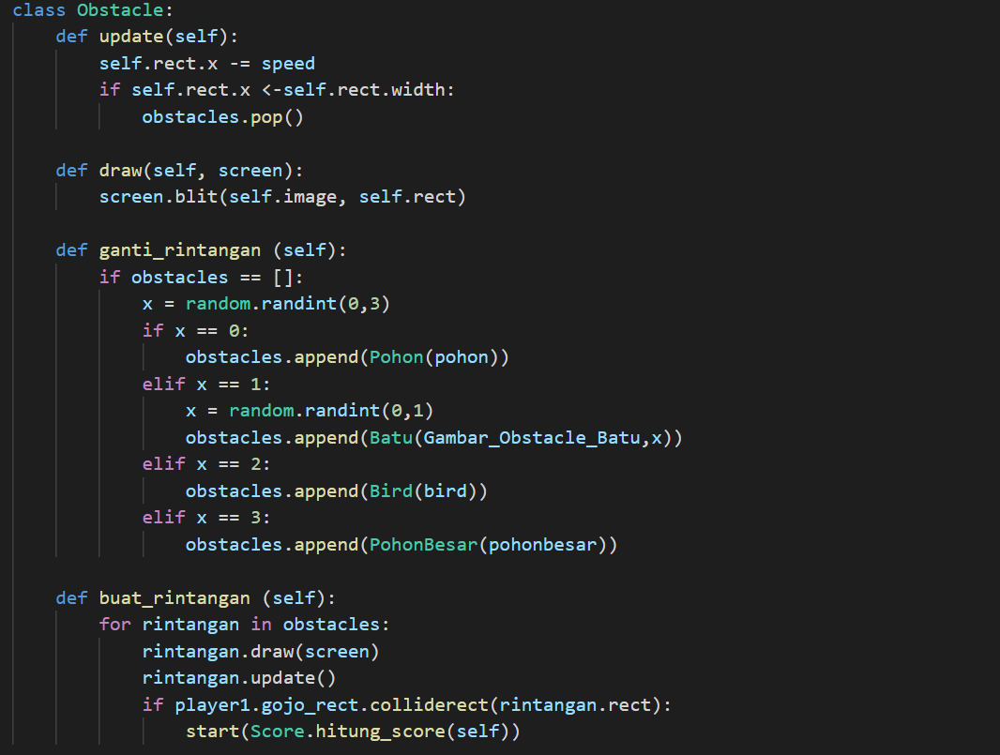 class Obstacle:
    def update(self):
        self.rect.x -= speed
        if self.rect.x <-self.rect.width:
            obstacles.pop()

    def draw(self, screen):
        screen.blit(self.image, self.rect)

    def ganti_rintangan (self):
        if obstacles == []:
            x = random.randint(0,3)
            if x == 0:
                obstacles.append(Pohon(pohon))
            elif x == 1:
                x = random.randint(0,1)
                obstacles.append(Batu(Gambar_Obstacle_Batu,x))
            elif x == 2:
                obstacles.append(Bird(bird))
            elif x == 3:
                obstacles.append(PohonBesar(pohonbesar))

    def buat_rintangan (self):
        for rintangan in obstacles:
            rintangan.draw(screen)
            rintangan.update()
            if player1.gojo_rect.colliderect(rintangan.rect):
                start(Score.hitung_score(self))